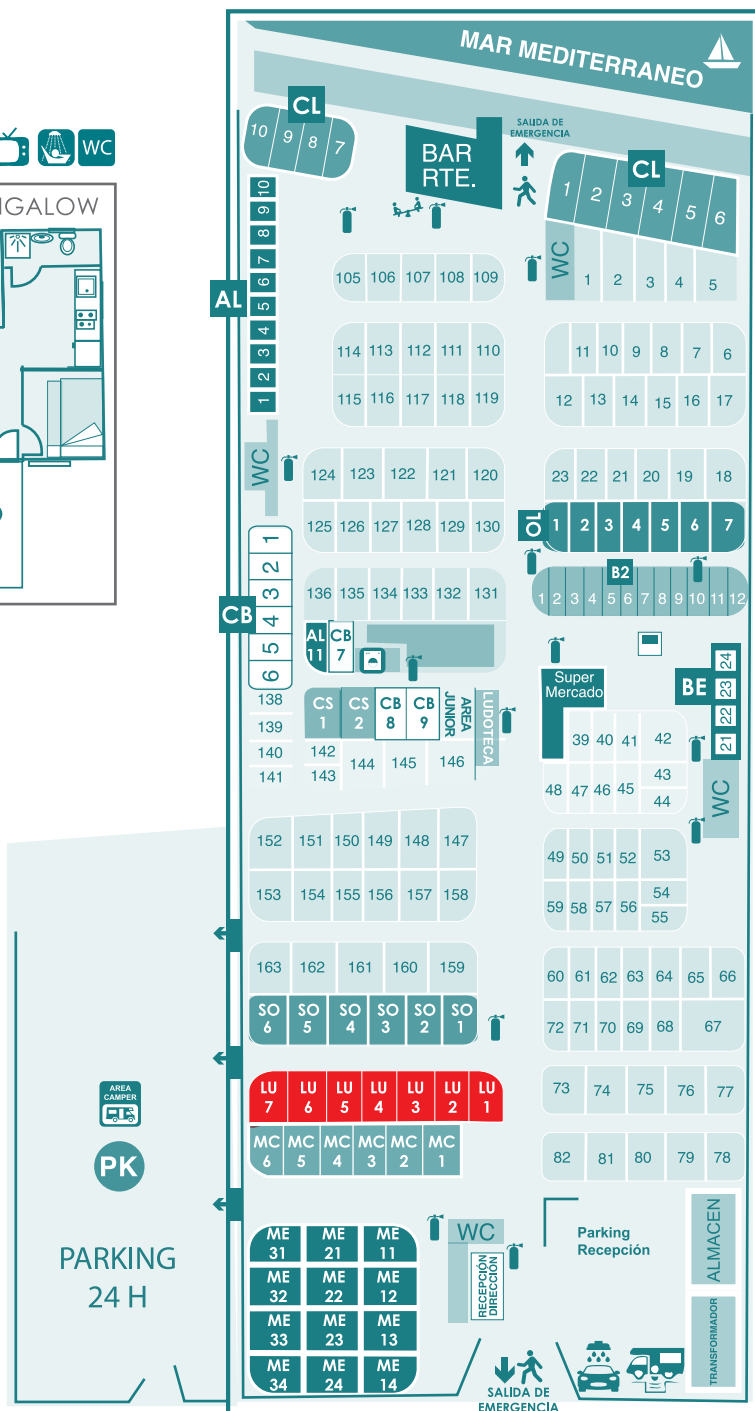 MAR MEDITERRANEO
CL
10 9 8 7
BAR
RTE.
SALIDA DE
EMERGENCIA
CL
1 2 3 4 5 6
WC
NGALOW
WC
1 2 3 4 5
AL
10
9
8
7
6
5
4
3
2
1
105 106 107 108 109
114 113 112 111 110
115 116 117 118 119
11 10 9 8 7 6
12 13 14 15 16 17
WC
124 123 122 121 120
125 126 127 128 129 130
23 22 21 20 19 18
OL
1 2 3 4 5 6 7
B2
1 2 3 4 5 6 7 8 9 10 11 12
CB
1
2
3
4
5
6
136 135 134 133 132 131
AL
11
CB
7
CS
1
CS
2
CB
8
CB
9
AREA
JUNIOR
LUDOTECA
138
139
140
141
142
143
144 145 146
Super
Mercado
BE
24
23
22
21
WC
39 40 41 42
43
48 47 46 45
44
49 50 51 52 53
54
59 58 57 56
55
152 151 150 149 148 147
153 154 155 156 157 158
163 162 161 160 159
SO
6
SO
5
SO
4
SO
3
SO
2
SO
1
60 61 62 63 64 65 66
72 71 70 69 68 67
LU
7
LU
6
LU
5
LU
4
LU
3
LU
2
LU
1
MC
6
MC
5
MC
4
MC
3
MC
2
MC
1
73 74 75 76 77
82 81 80 79 78
AREA
CAMPER
PK
PARKING
24 H
ME
31
ME
21
ME
11
ME
32
ME
22
ME
12
ME
33
ME
23
ME
13
ME
34
ME
24
ME
14
WC
RECEPCIÓN
DIRECCION
Parking
Recepción
ALMACEN
TRANSFORMADOR
SALIDA DE
EMERGENCIA